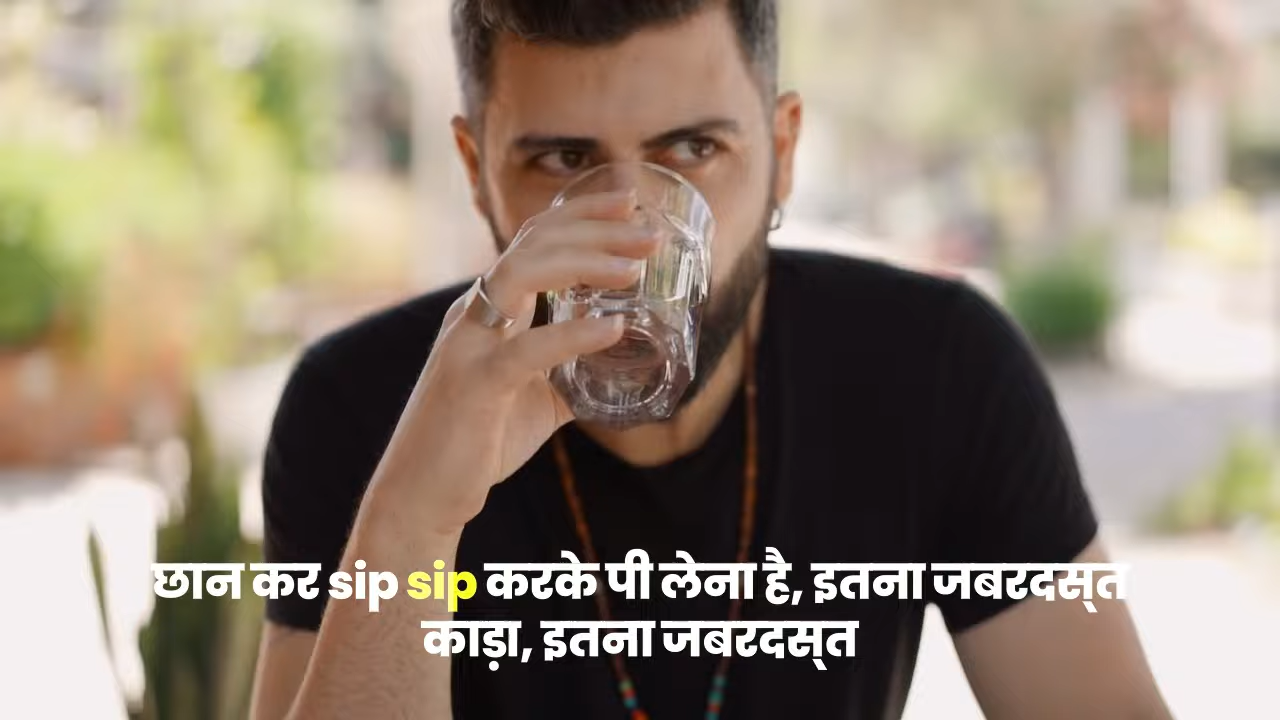 छान कर sip sip करके पी लेना है, इतना जबरदस्त
काड़ा, इतना जबरदस्त